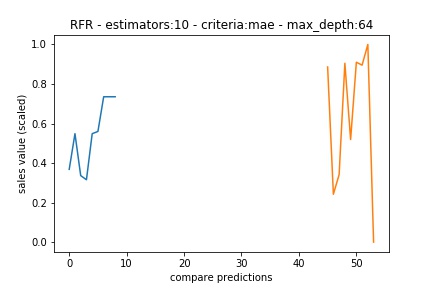 RFR - estimators:10 - criteria:mae - max_depth:64
sales value (scaled)
1.0
0.8
0.6
0.4
0.2
0.0
0 10 20 30 40 50
compare predictions